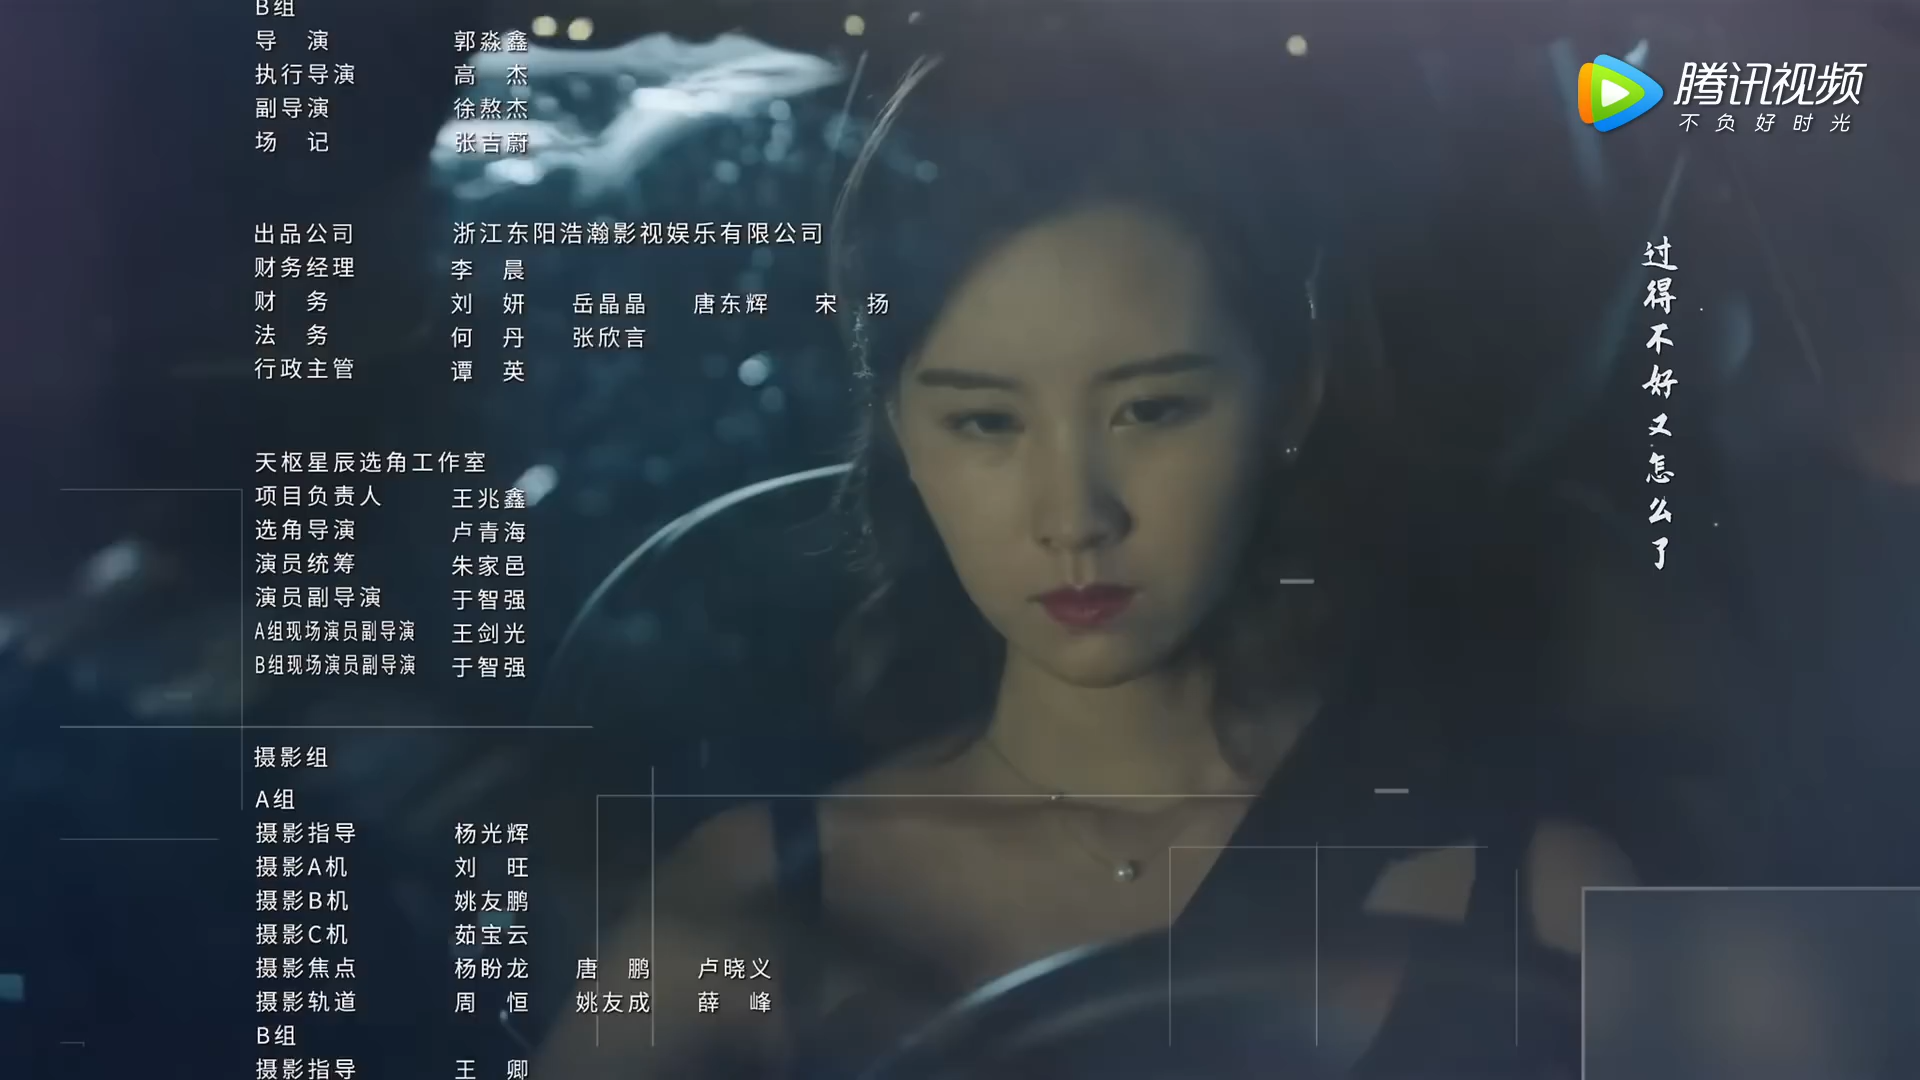 B组
导 演 郭淼鑫
执行导演 高 杰
副导演 徐熬杰
场 记 张吉蔚
出品公司 浙江东阳浩瀚影视娱乐有限公司
财务经理 李 晨
财 务 刘 妍 岳晶晶 唐东辉 宋 扬
法 务 何 丹 张欣言
行政主管 谭 英
天枢星辰选角工作室
项目负责人 王兆鑫
选角导演 卢青海
演员统筹 朱家邑
演员副导演 于智强
A组现场演员副导演 王剑光
B组现场演员副导演 于智强
摄影组
A组
摄影指导 杨光辉
摄影A机 刘 旺
摄影B机 姚友鹏
摄影C机 茹宝云
摄影焦点 杨盼龙 唐 鹏 卢晓义
摄影轨道 周 恒 姚友成 薛 峰
B组
摄影指导 王 卿
腾讯视频
不负好时光
过得不好又怎么了